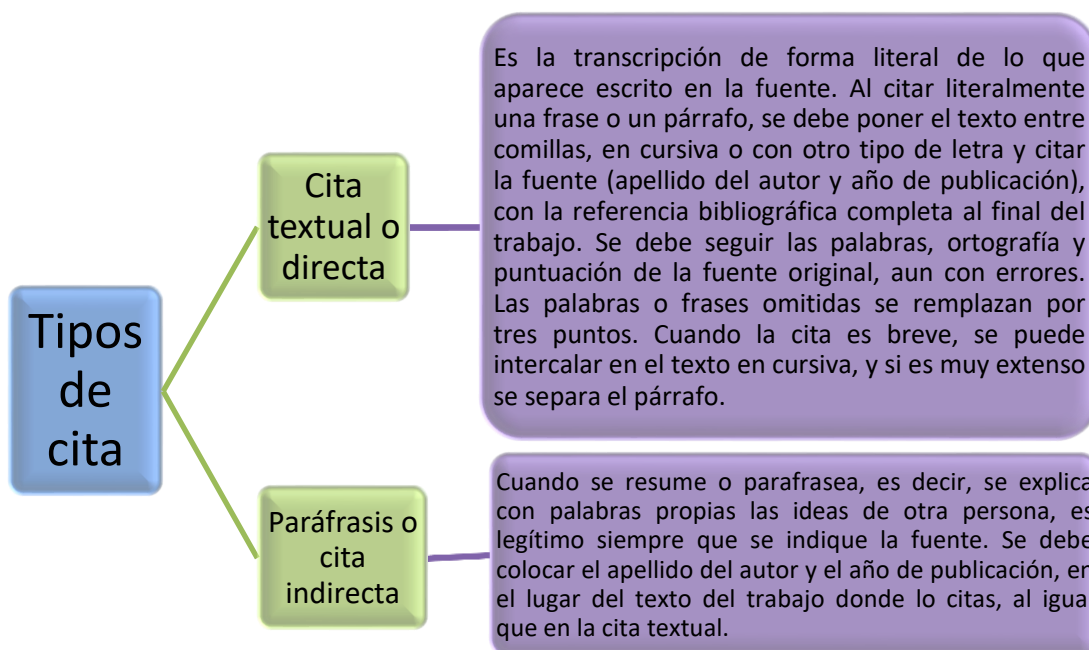 Tipos
de
cita
Cita
textual o
directa
Es la transcripción de forma literal de lo que
aparece escrito en la fuente. Al citar literalmente
una frase o un párrafo, se debe poner el texto entre
comillas, en cursiva o con otro tipo de letra y citar
la fuente (apellido del autor y año de publicación),
con la referencia bibliográfica completa al final del
trabajo. Se debe seguir las palabras, ortografía y
puntuación de la fuente original, aun con errores.
Las palabras o frases omitidas se remplazan por
tres puntos. Cuando la cita es breve, se puede
intercalar en el texto en cursiva, y si es muy extenso
se separa el párrafo.
Paráfrasis o
cita
indirecta
Cuando se resume o parafrasea, es decir, se explica
con palabras propias las ideas de otra persona, es
legítimo siempre que se indique la fuente. Se debe
colocar el apellido del autor y el año de publicación, en
el lugar del texto del trabajo donde lo citas, al igual
que en la cita textual.